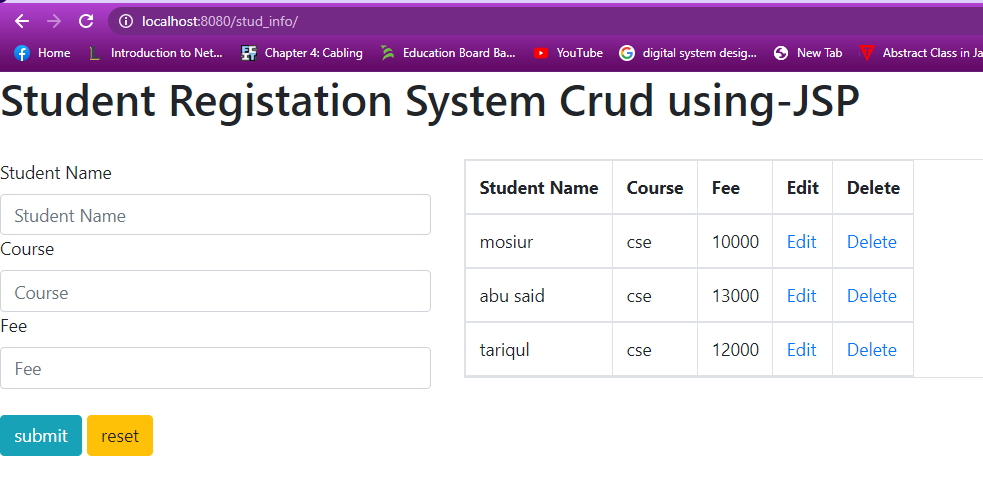 localhost:8080/stud_info/
Home Introduction to Net... Chapter 4: Cabling Education Board Ba... YouTube digital system desig... New Tab Abstract Class in Ja
Student Registation System Crud using-JSP
Student Name
Student Name
Course
Course
Fee
Fee
submit reset
Student Name Course Fee Edit Delete
mosiur cse 10000 Edit Delete
abu said cse 13000 Edit Delete
tariqul cse 12000 Edit Delete